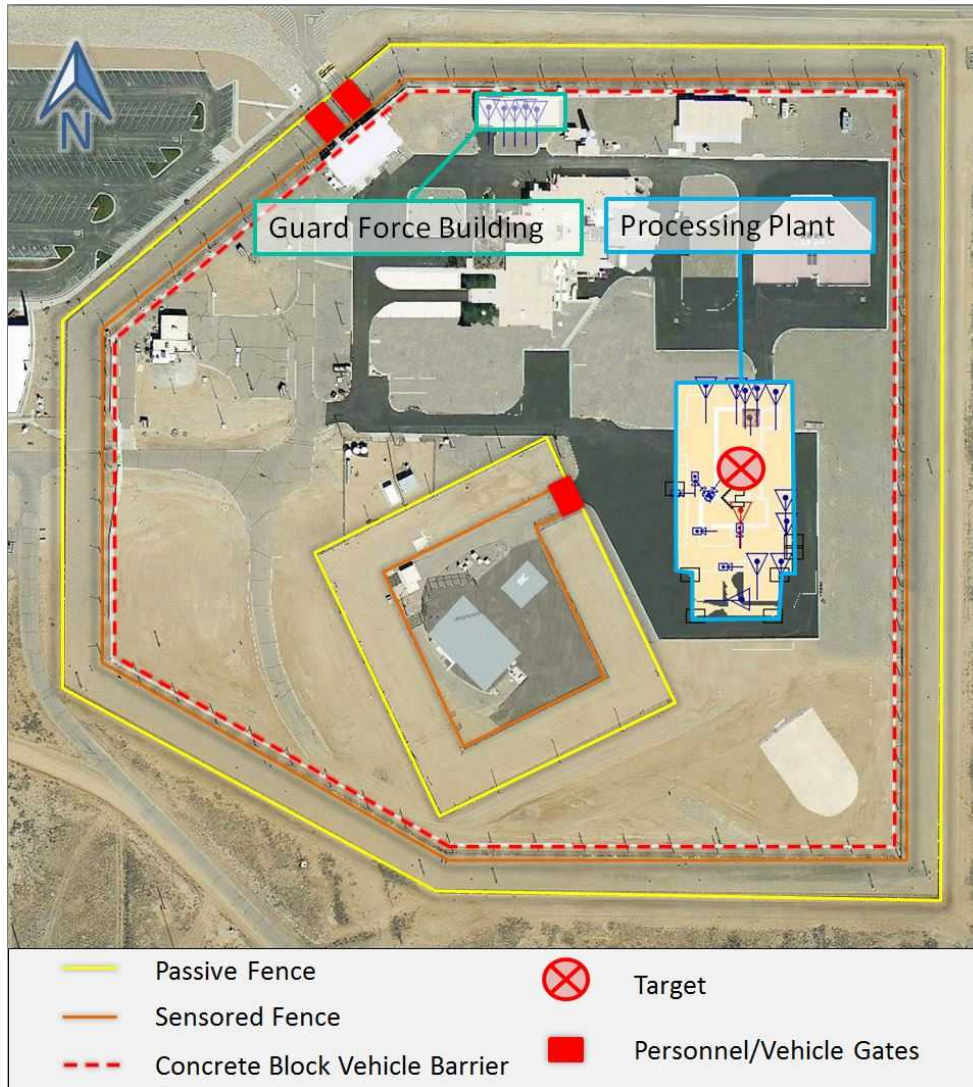 N
Guard Force Building
Processing Plant
Passive Fence
Sensored Fence
Concrete Block Vehicle Barrier
Target
Personnel/Vehicle Gates